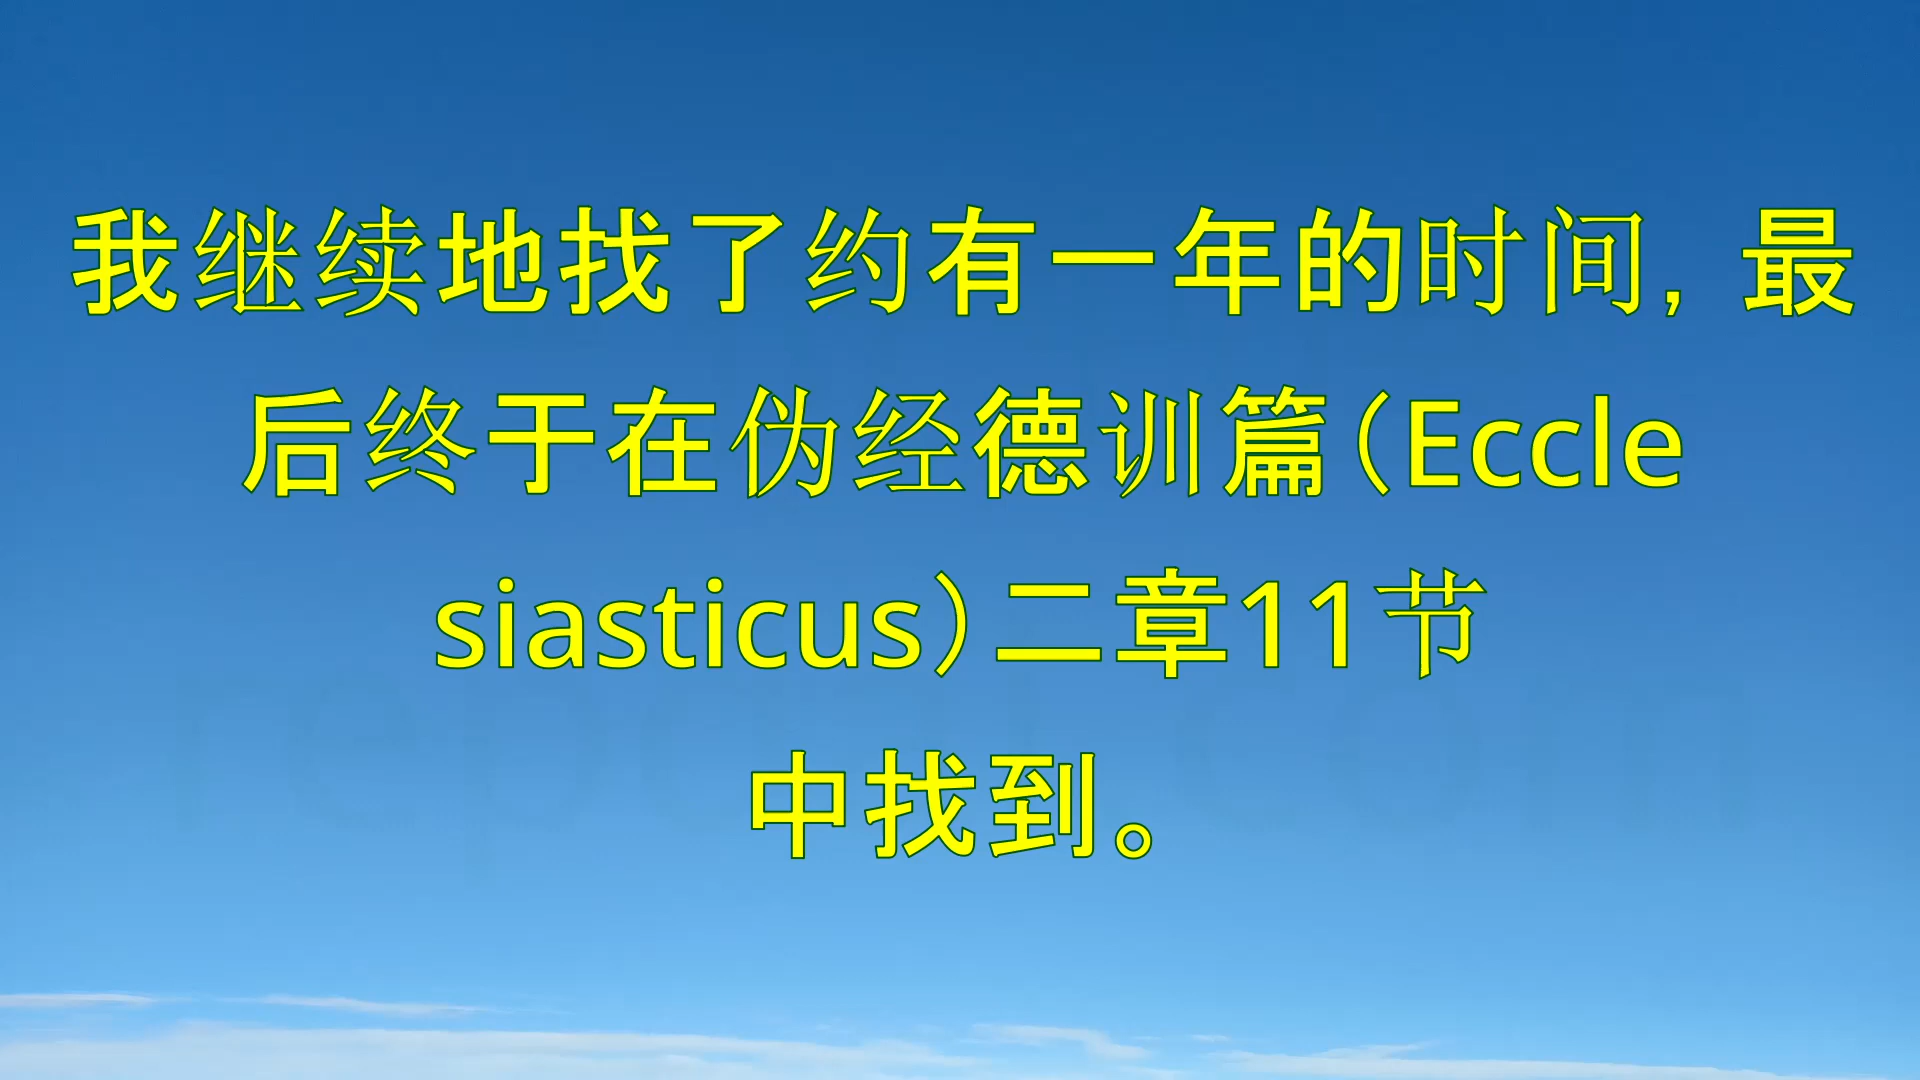 我继续地找了约有一年的时间，最
后终于在伪经德训篇（Eccle
siasticus）二章11节
中找到。